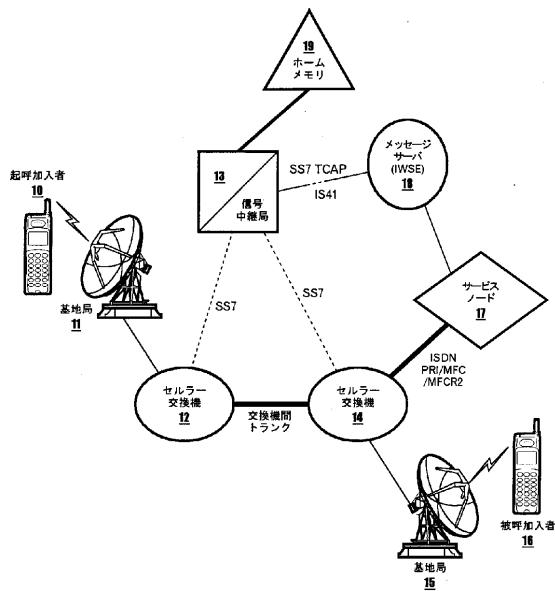 19
ホーム
メモリ
メッセージ
サーバ
(IWSE)
18
SS7 TCAP
IS41
13
信号
中継局
起呼加入者
10
基地局
11
SS7
SS7
サービス
ノード
17
ISDN
PRI/MFC
/MFCR2
セルラー
交換機
12
交換機間
トランク
セルラー
交換機
14
被呼加入者
16
基地局
15